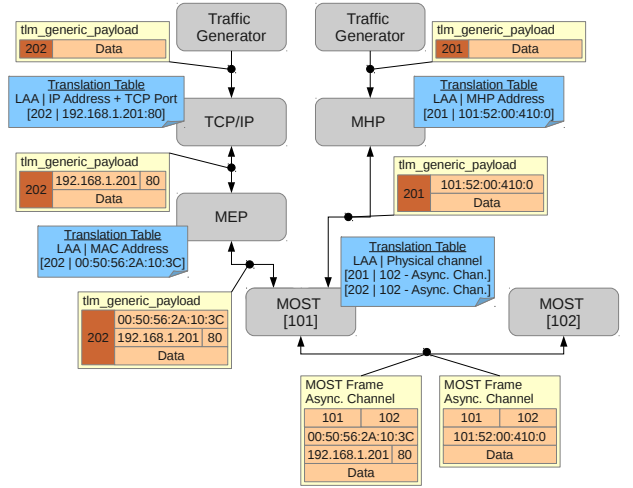 tlm_generic_payload
202 Data
Traffic
Generator
Traffic
Generator
tlm_generic_payload
201 Data
Translation Table
LAA | IP Address + TCP Port
[202 | 192.168.1.201:80]
TCP/IP
MHP
Translation Table
LAA | MHP Address
[201 | 101:52:00:410:0]
tlm_generic_payload
202
192.168.1.201 80
Data
tlm_generic_payload
201
101:52:00:410:0
Data
MEP
Translation Table
LAA | MAC Address
[202 | 00:50:56:2A:10:3C]
Translation Table
LAA | Physical channel
[201 | 102 - Async. Chan.]
[202 | 102 - Async. Chan.]
tlm_generic_payload
202
00:50:56:2A:10:3C
192.168.1.201 80
Data
MOST
[101]
MOST
[102]
MOST Frame
Async. Channel
101 102
00:50:56:2A:10:3C
192.168.1.201 80
Data
MOST Frame
Async. Channel
101 102
101:52:00:410:0
Data